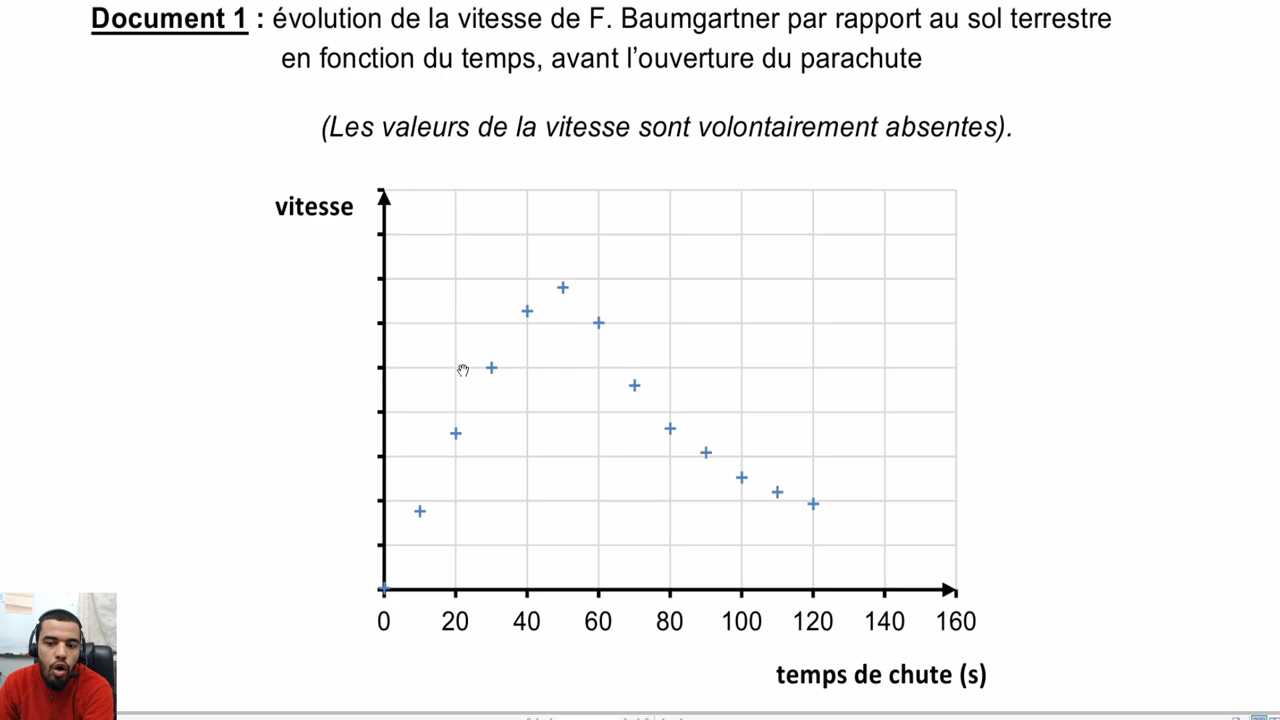 Document 1 : évolution de la vitesse de F. Baumgartner par rapport au sol terrestre
en fonction du temps, avant l'ouverture du parachute
(Les valeurs de la vitesse sont volontairement absentes).
vitesse
0 20 40 60 80 100 120 140 160
temps de chute (s)